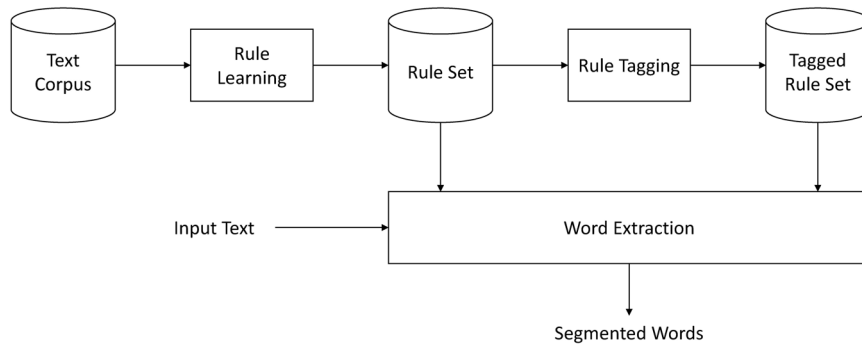 Text
Corpus
Rule
Learning
Rule Set
Rule Tagging
Tagged
Rule Set
Input Text
Word Extraction
Segmented Words